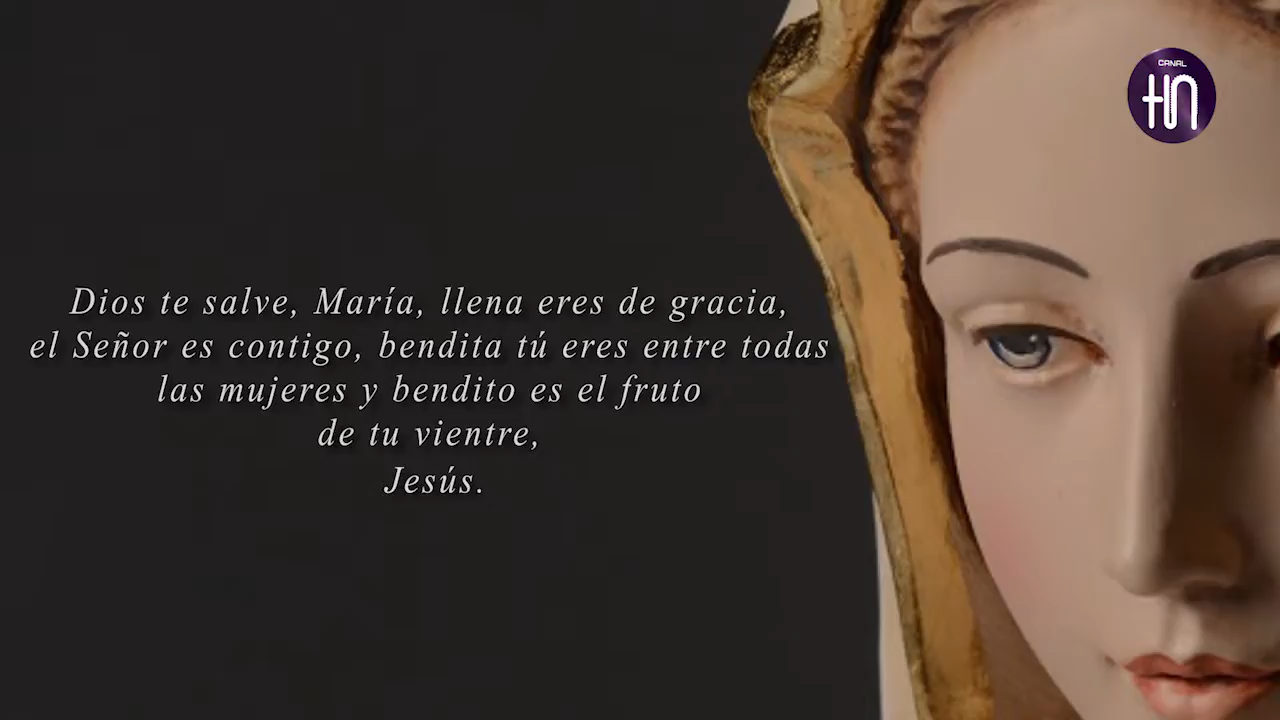 CANAL
HN
Dios te salve, María, llena eres de gracia,
el Señor es contigo, bendita tú eres entre todas
las mujeres y bendito es el fruto
de tu vientre,
Jesús.